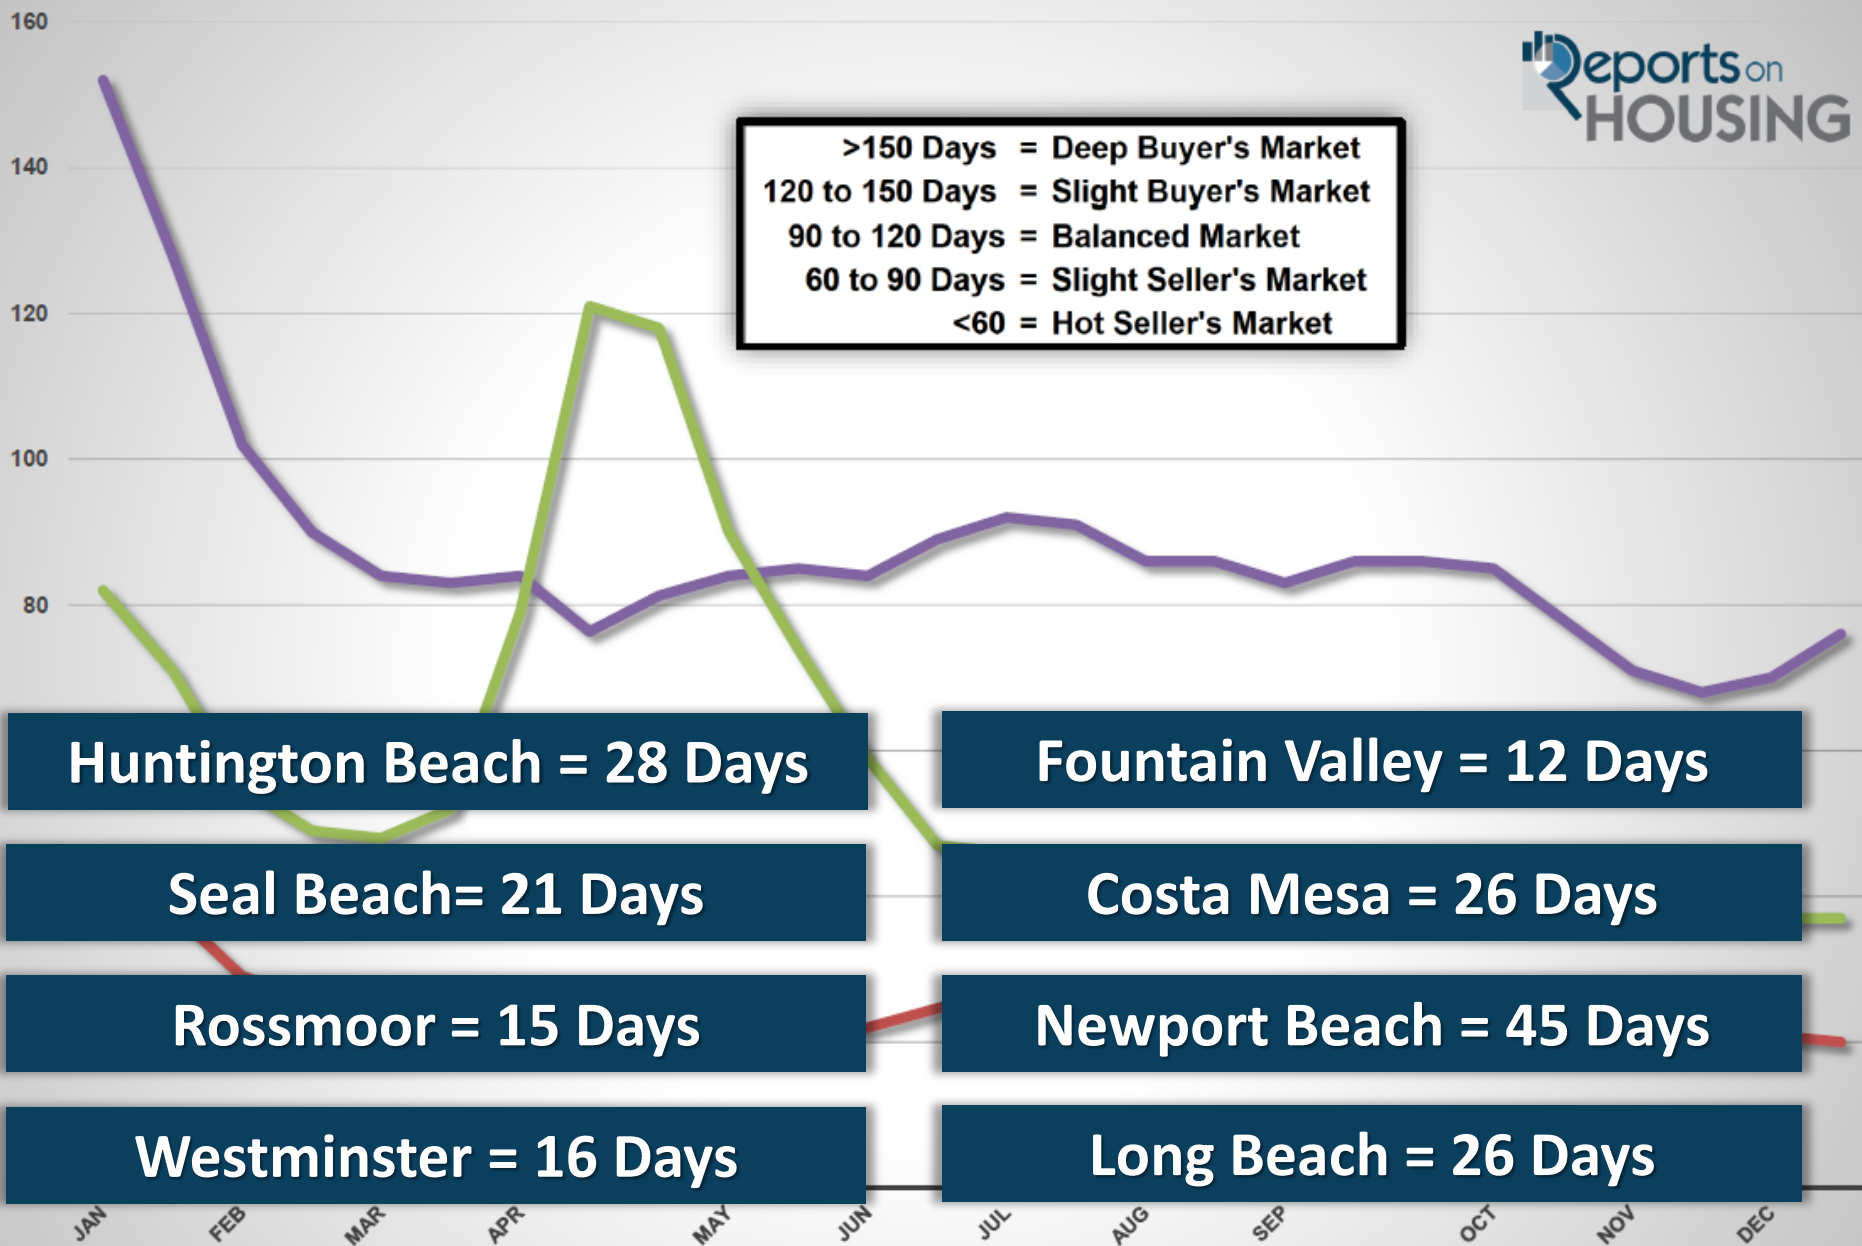 160
Reports on
HOUSING
>150 Days = Deep Buyer's Market
140
120 to 150 Days = Slight Buyer's Market
90 to 120 Days = Balanced Market
60 to 90 Days = Slight Seller's Market
<60 = Hot Seller's Market
120
100
80
Huntington Beach = 28 Days
Fountain Valley = 12 Days
Seal Beach= 21 Days
Costa Mesa = 26 Days
Rossmoor = 15 Days
Newport Beach = 45 Days
Westminster = 16 Days
Long Beach = 26 Days
JAN FEB MAR APR MAY JUN JUL AUG SEP OCT NOV DEC